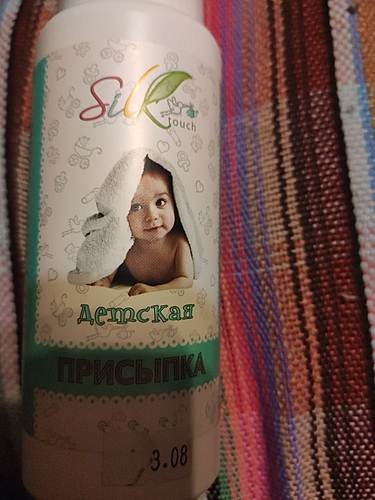 Silk
touch
Детская
ПРИСЫПКА
3.08